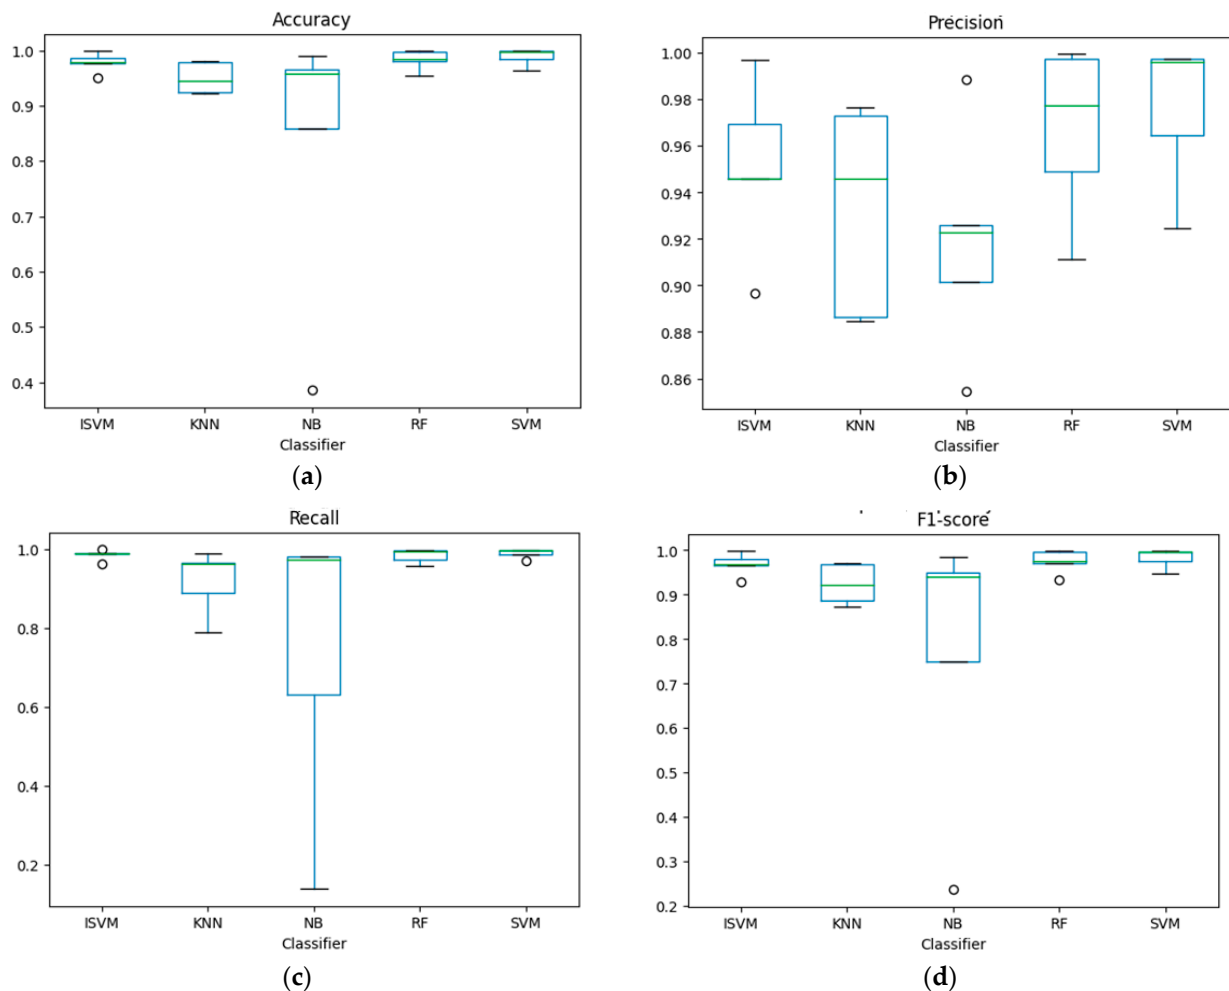 Accuracy
1.0
0.9
0.8
0.7
0.6
0.5
0.4
ISVM KNN NB RF SVM
Classifier
(a)
Précision
1.00
0.98
0.96
0.94
0.92
0.90
0.88
0.86
ISVM KNN NB RF SVM
Classifier
(b)
Recall
1.0
0.8
0.6
0.4
0.2
ISVM KNN NB RF SVM
Classifier
(c)
F1-score
1.0
0.9
0.8
0.7
0.6
0.5
0.4
0.3
0.2
ISVM KNN NB RF SVM
Classifier
(d)